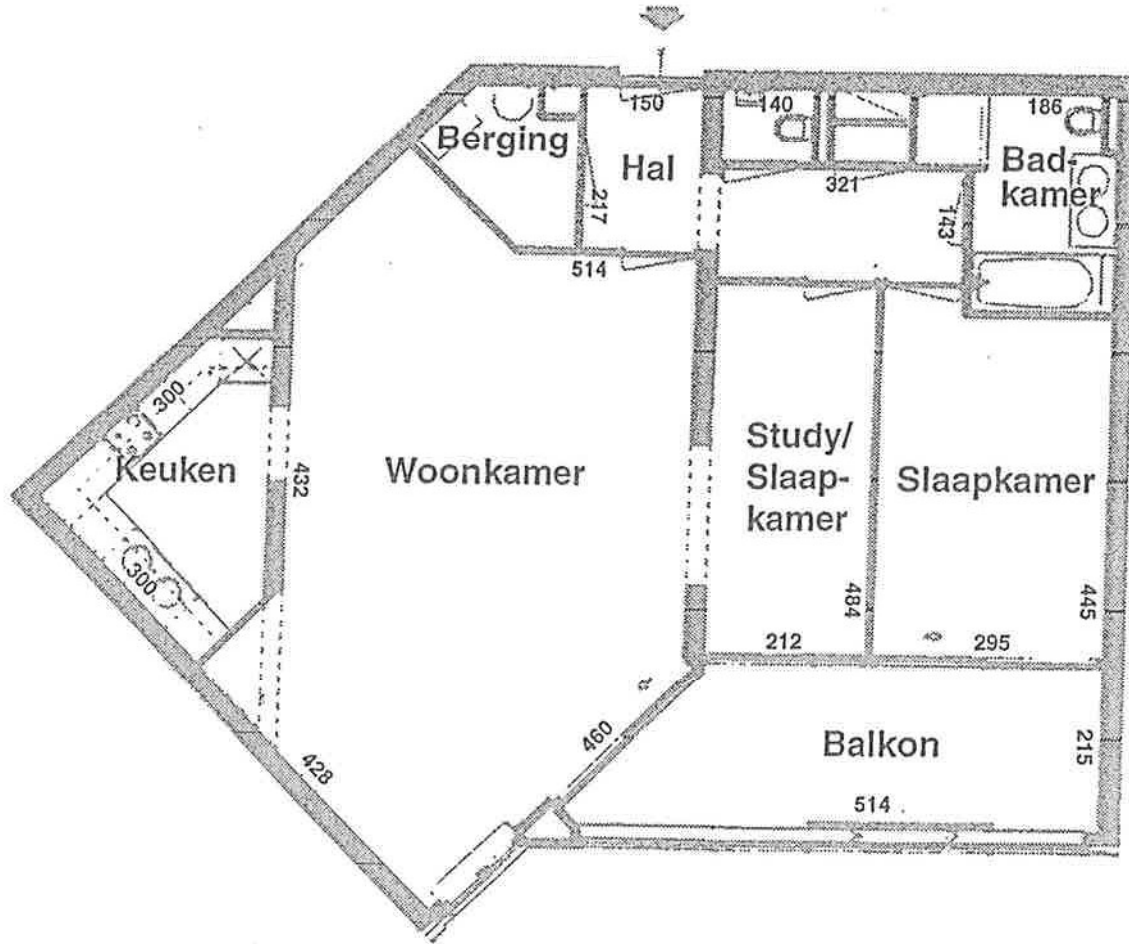 150
140
186
Berging
Hal
Bad-
kamer
217
321
143
514
300
Keuken
432
Woonkamer
Study/
Slaap-
kamer
Slaapkamer
300
484
445
212
295
460
Balkon
215
428
514